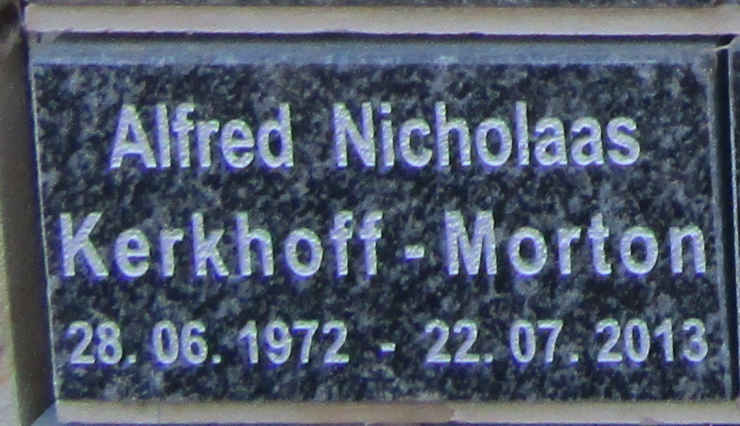 Alfred Nicholaas
Kerkhoff - Morton
28. 06. 1972 - 22. 07. 2013